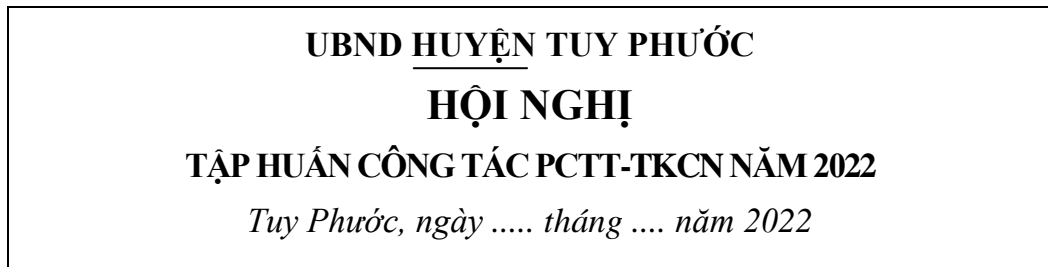 UBND HUYỆN TUY PHƯỚC
HỘI NGHỊ
TẬP HUẤN CÔNG TÁC PCTT-TKCN NĂM 2022
Tuy Phước, ngày ..... tháng .... năm 2022